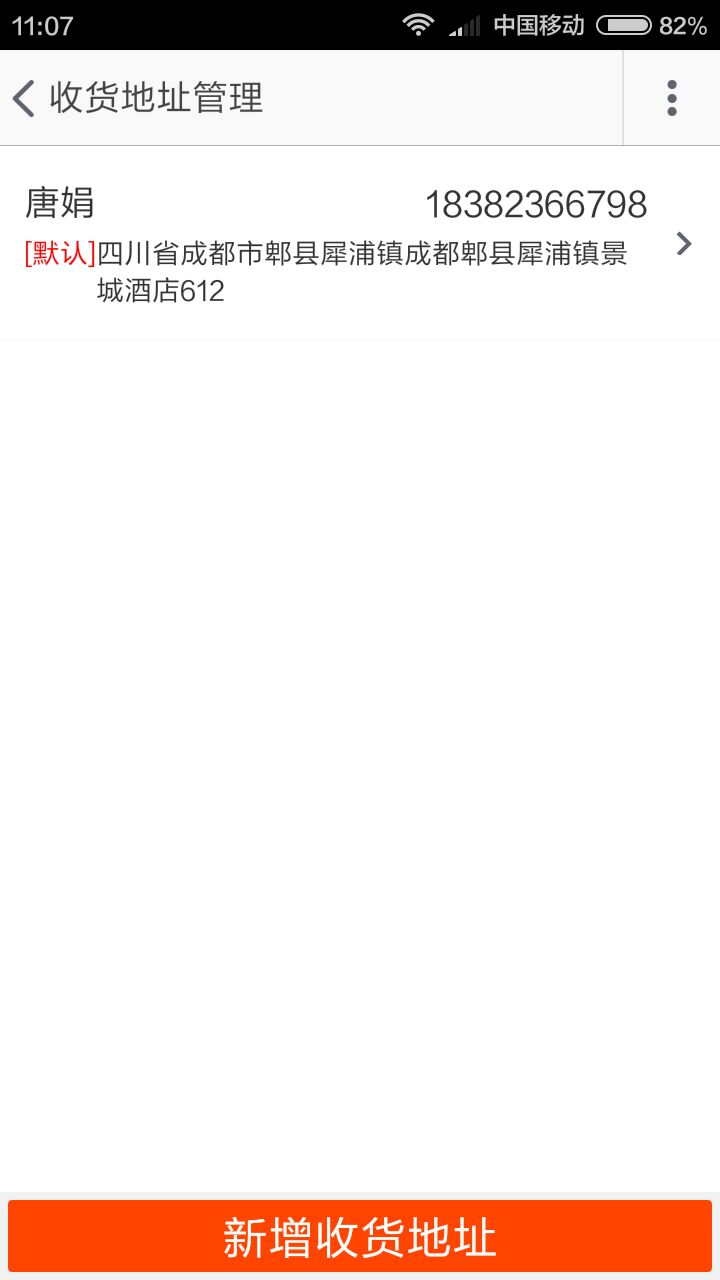 11:07 中国移动 82%
收货地址管理
唐娟 18382366798
[默认]四川省成都市郫县犀浦镇成都郫县犀浦镇景
城酒店612
新增收货地址